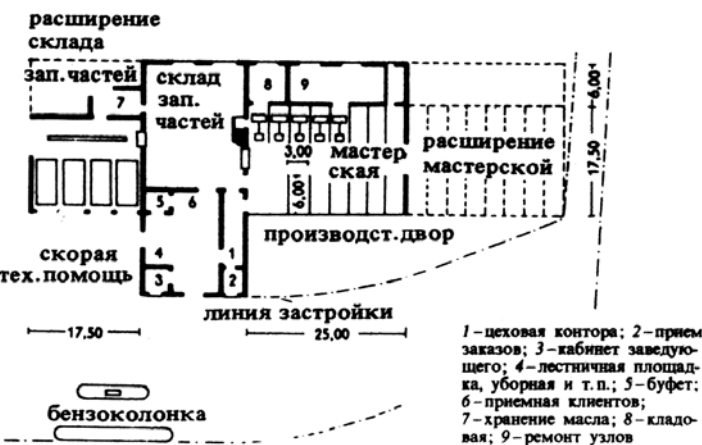 расширение
склада
зап.частей
склад
зап.
частей
7
8
9
6,00
17,50
3,00
6,00
мастер
ская
расширение
мастерской
5
6
производст.двор
скорая
тех.помощь
4
3
1
2
линия застройки
17,50
25,00
бензоколонка
1–цеховая контора; 2–прием
заказов; 3–кабинет заведую-
щего; 4–лестничная площад-
ка, уборная и т.п.; 5–буфет;
6–приемная клиентов;
7–хранение масла; 8–кладо-
вая; 9–ремонт узлов